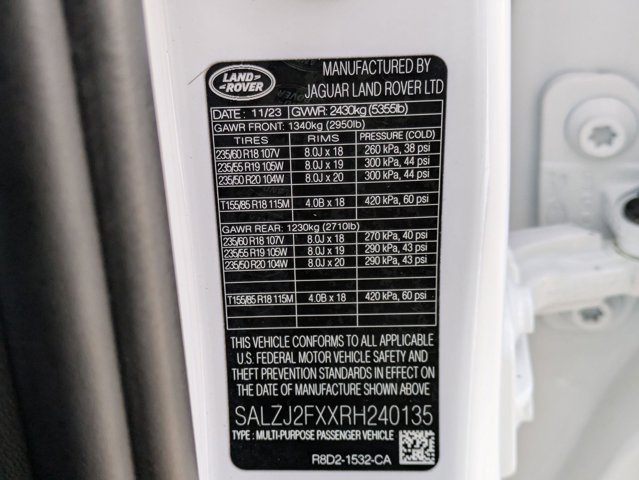 LAND ROVER
MANUFACTURED BY
JAGUAR LAND ROVER LTD
DATE : 11/23 GVWR: 2430kg (5355lb)
GAWR FRONT: 1340kg (2950lb)
TIRES RIMS PRESSURE (COLD)
235/60 R18 107V 8.0J x 18 260 kPa, 38 psi
235/55 R19 105W 8.0J x 19 300 kPa, 44 psi
235/50 R20 104W 8.0J x 20 300 kPa, 44 psi
T155/85 R18 115M 4.0B x 18 420 kPa, 60 psi
GAWR REAR: 1230kg (2710lb)
235/60 R18 107V 8.0J x 18 270 kPa, 40 psi
235/55 R19 105W 8.0J x 19 290 kPa, 43 psi
235/50 R20 104W 8.0J x 20 290 kPa, 43 psi
T155/85 R18 115M 4.0B x 18 420 kPa, 60 psi
THIS VEHICLE CONFORMS TO ALL APPLICABLE
U.S. FEDERAL MOTOR VEHICLE SAFETY AND
THEFT PREVENTION STANDARDS IN EFFECT ON
THE DATE OF MANUFACTURE SHOWN ABOVE
SALZJ2FXXRH240135
TYPE : MULTI-PURPOSE PASSENGER VEHICLE
R8D2-1532-CA